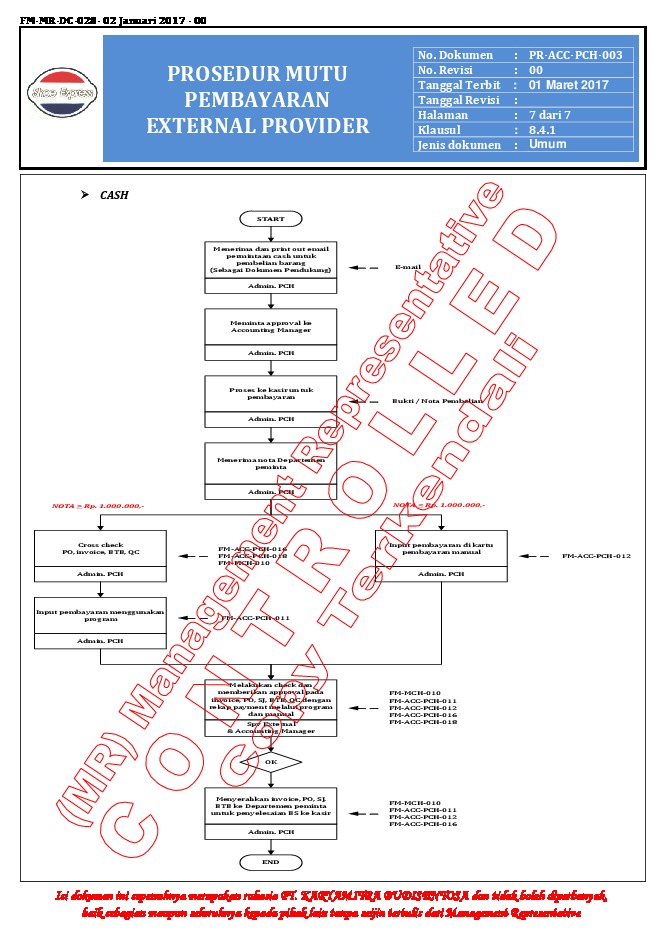 FM-MR-DC-028- 02 Januari 2017 - 00
Shoe Express
PROSEDUR MUTU
PEMBAYARAN
EXTERNAL PROVIDER
No. Dokumen : PR-ACC-PCH-003
No. Revisi : 00
Tanggal Terbit : 01 Maret 2017
Tanggal Revisi :
Halaman : 7 dari 7
Klausul : 8.4.1
Jenis dokumen : Umum
➢ CASH
START
Menerima dan print out email
permintaan cash untuk
pembelian barang
(Sebagai Dokumen Pendukung)
Admin. PCH
E-mail
Meminta approval ke
Accounting Manager
Admin. PCH
Proses ke kasir untuk
pembayaran
Admin. PCH
Bukti / Nota Pembelian
Menerima nota Departemen
peminta
Admin. PCH
NOTA ≥ Rp. 1.000.000,-
NOTA < Rp. 1.000.000,-
Cross check
PO, invoice, BTB, QC
Admin. PCH
FM-ACC-PCH-016
FM-ACC-PCH-018
FM-MCH-010
Input pembayaran di kartu
pembayaran manual
Admin. PCH
FM-ACC-PCH-012
Input pembayaran menggunakan
program
Admin. PCH
FM-ACC-PCH-011
Melakukan check dan
memberikan approval pada
invoice, PO, SJ, BTB, QC dengan
rekap payment melalui program
dan manual
Spv External
& Accounting Manager
FM-MCH-010
FM-ACC-PCH-011
FM-ACC-PCH-012
FM-ACC-PCH-016
FM-ACC-PCH-018
OK
Menyerahkan invoice, PO, SJ,
BTB ke Departemen peminta
untuk penyelesaian BS ke kasir
Admin. PCH
FM-MCH-010
FM-ACC-PCH-011
FM-ACC-PCH-012
FM-ACC-PCH-016
END
(MR) Management Representative
CONTROLLED
Copy Terkendali
Isi dokumen ini sepenuhnya merupakan rahasia PT. KARYAMITRA BUDISENTOSA dan tidak boleh diperbanyak,
baik sebagian maupun seluruhnya kepada pihak lain tanpa seijin tertulis dari Management Representative